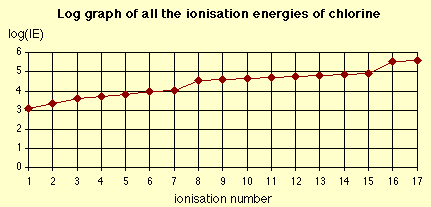 Log graph of all the ionisation energies of chlorine
log(IE)
6
5
4
3
2
1
0
1 2 3 4 5 6 7 8 9 10 11 12 13 14 15 16 17
ionisation number